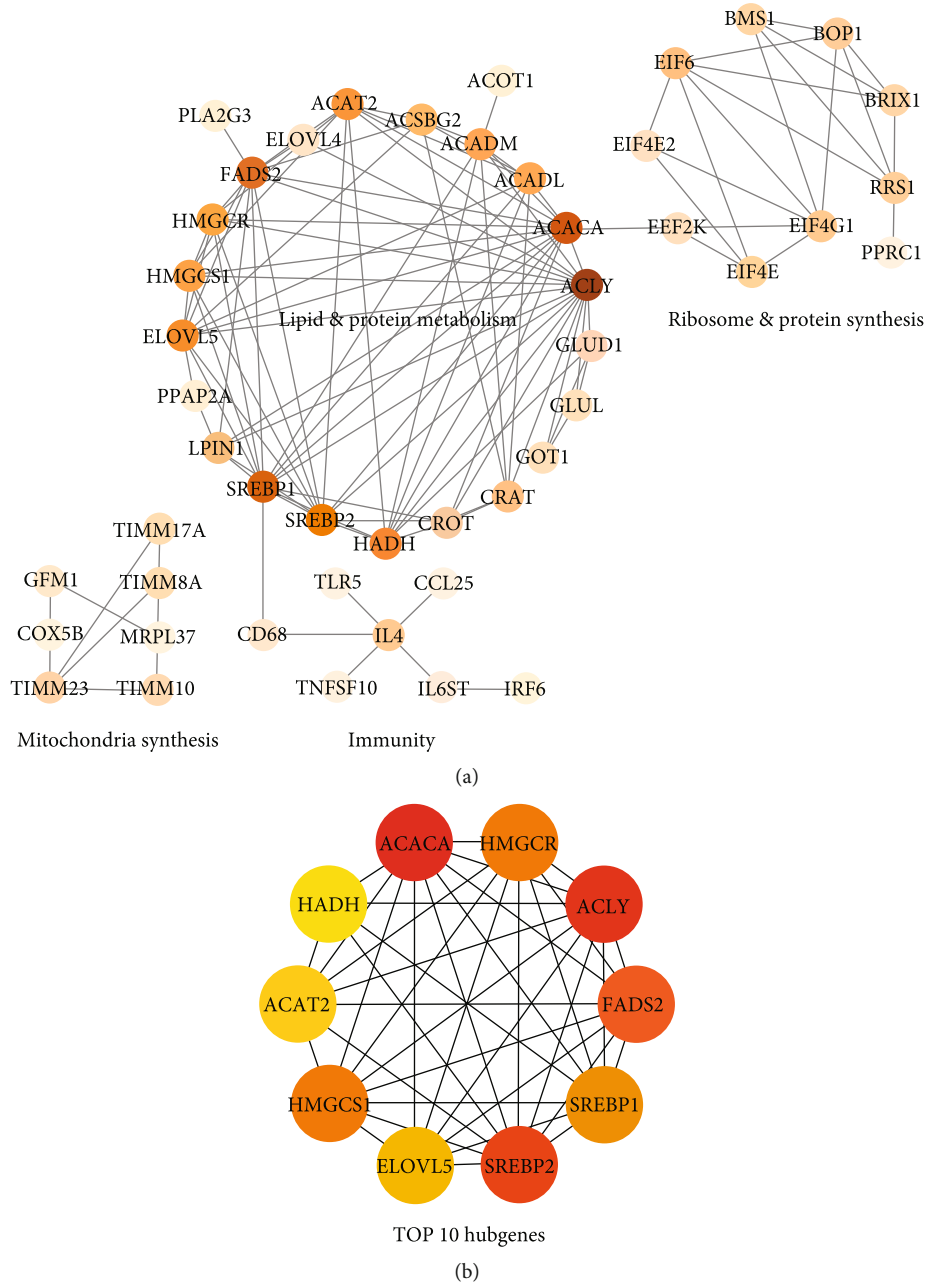 BMS1
BOP1
EIF6
ACOT1
BRIX1
ACAT2
PLA2G3
ACSBG2
ELOVL4
ACADM
EIF4E2
FADS2
ACADL
RRS1
HMGCR
ACACA
EEF2K
EIF4G1
PPRC1
HMGCS1
EIF4E
ACLY
Lipid & protein metabolism
Ribosome & protein synthesis
ELOVL5
GLUD1
PPAP2A
GLUL
LPIN1
GOT1
SREBP1
CRAT
SREBP2
CROT
TIMM17A
HADH
GFM1
TIMM8A
TLR5
CCL25
COX5B
MRPL37
CD68
IL4
TIMM23
TIMM10
TNFSF10
IL6ST
IRF6
Mitochondria synthesis
Immunity
(a)
ACACA
HMGCR
HADH
ACLY
ACAT2
FADS2
HMGCS1
SREBP1
ELOVL5
SREBP2
TOP 10 hubgenes
(b)